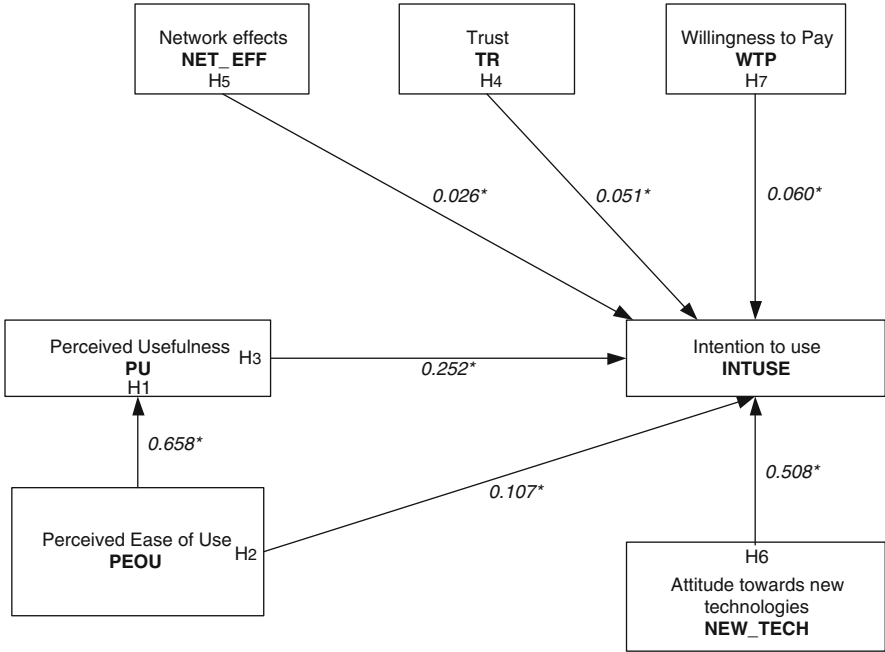 Network effects
NET_EFF
H5
Trust
TR
H4
Willingness to Pay
WTP
H7
0.026*
0.051*
0.060*
Perceived Usefulness
PU
H1
H3
0.252*
Intention to use
INTUSE
0.658*
0.107*
0.508*
Perceived Ease of Use
PEOU
H2
H6
Attitude towards new
technologies
NEW_TECH